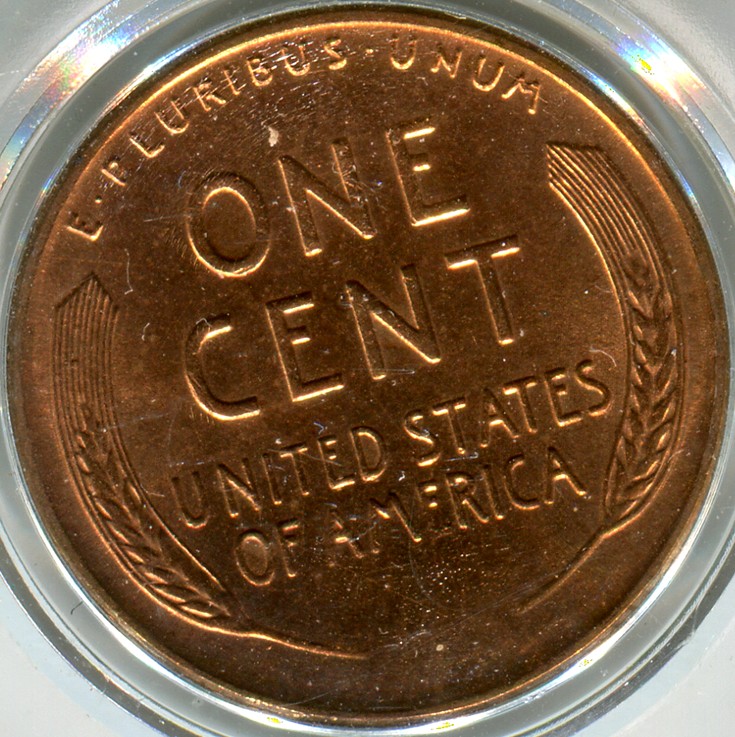 E · PLURIBUS · UNUM
ONE
CENT
UNITED STATES
OF AMERICA